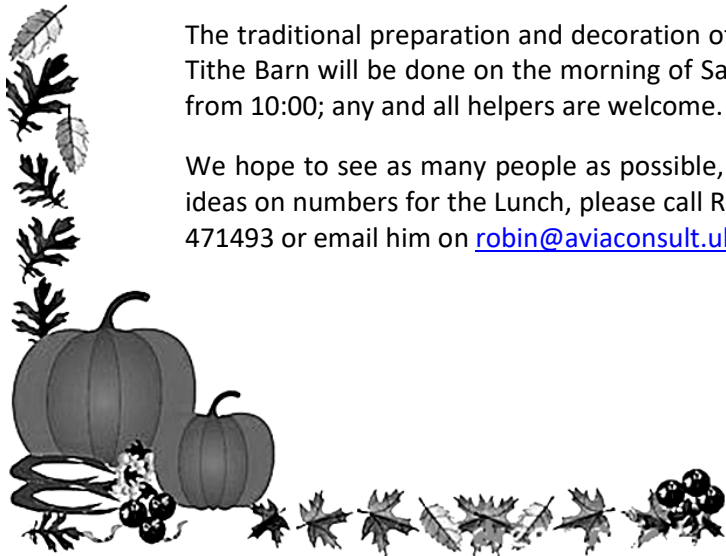 The traditional preparation and decoration of
Tithe Barn will be done on the morning of Sa
from 10:00; any and all helpers are welcome.
We hope to see as many people as possible,
ideas on numbers for the Lunch, please call R
471493 or email him on robin@aviaconsult.ul